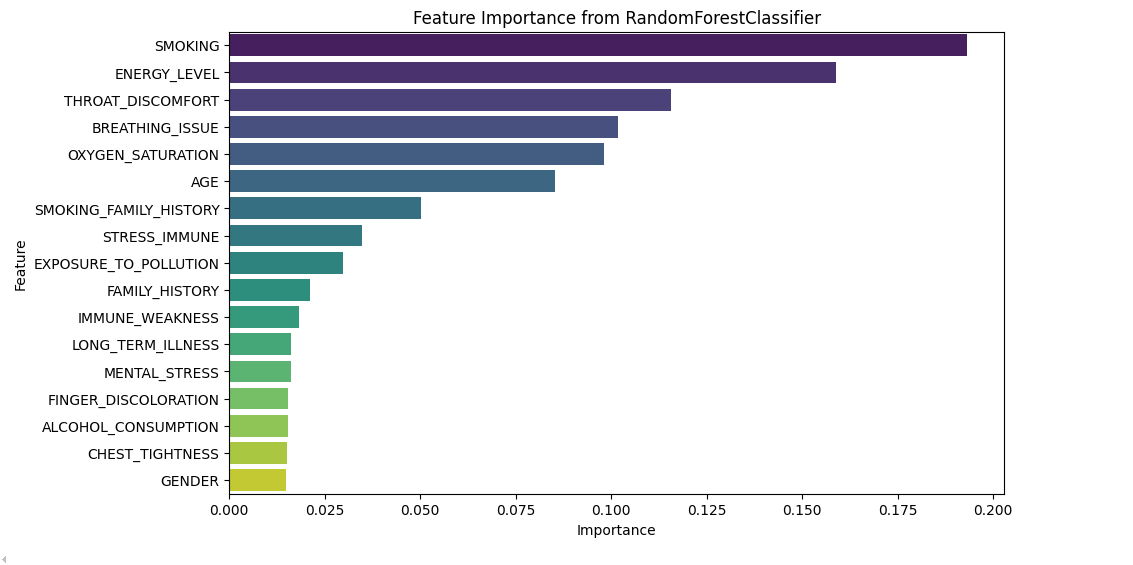 Feature Importance from RandomForestClassifier
SMOKING
ENERGY_LEVEL
THROAT_DISCOMFORT
BREATHING_ISSUE
OXYGEN_SATURATION
AGE
SMOKING_FAMILY_HISTORY
STRESS_IMMUNE
EXPOSURE_TO_POLLUTION
FAMILY_HISTORY
IMMUNE_WEAKNESS
LONG_TERM_ILLNESS
MENTAL_STRESS
FINGER_DISCOLORATION
ALCOHOL_CONSUMPTION
CHEST_TIGHTNESS
GENDER
Feature
0.000 0.025 0.050 0.075 0.100 0.125 0.150 0.175 0.200
Importance